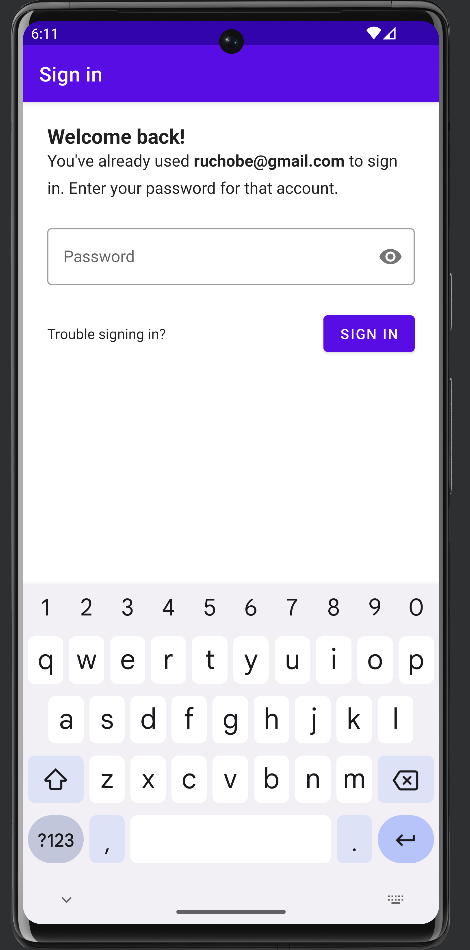 6:11
Sign in
Welcome back!
You've already used ruchobe@gmail.com to sign
in. Enter your password for that account.
Password
Trouble signing in?
SIGN IN
1 2 3 4 5 6 7 8 9 0
q w e r t y u i o p
a s d f g h j k l
z x c v b n m
?123 , .